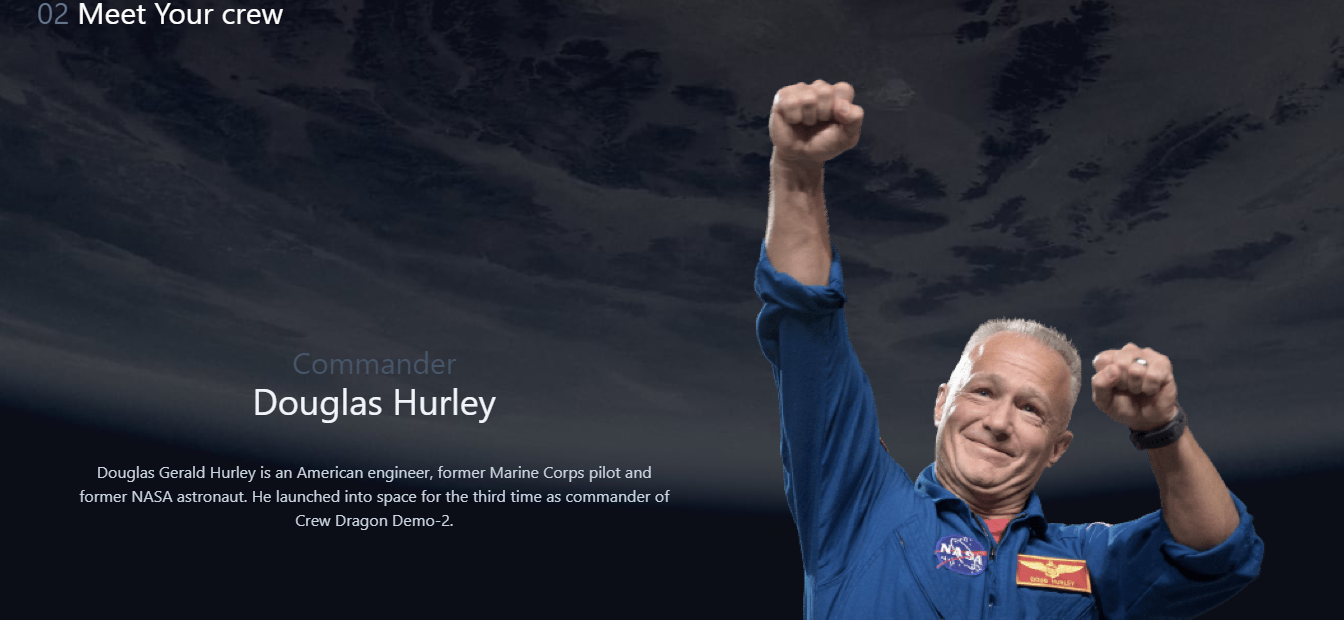 02 Meet Your crew
Commander
Douglas Hurley
Douglas Gerald Hurley is an American engineer, former Marine Corps pilot and
former NASA astronaut. He launched into space for the third time as commander of
Crew Dragon Demo-2.
NASA
DOUG HURLEY